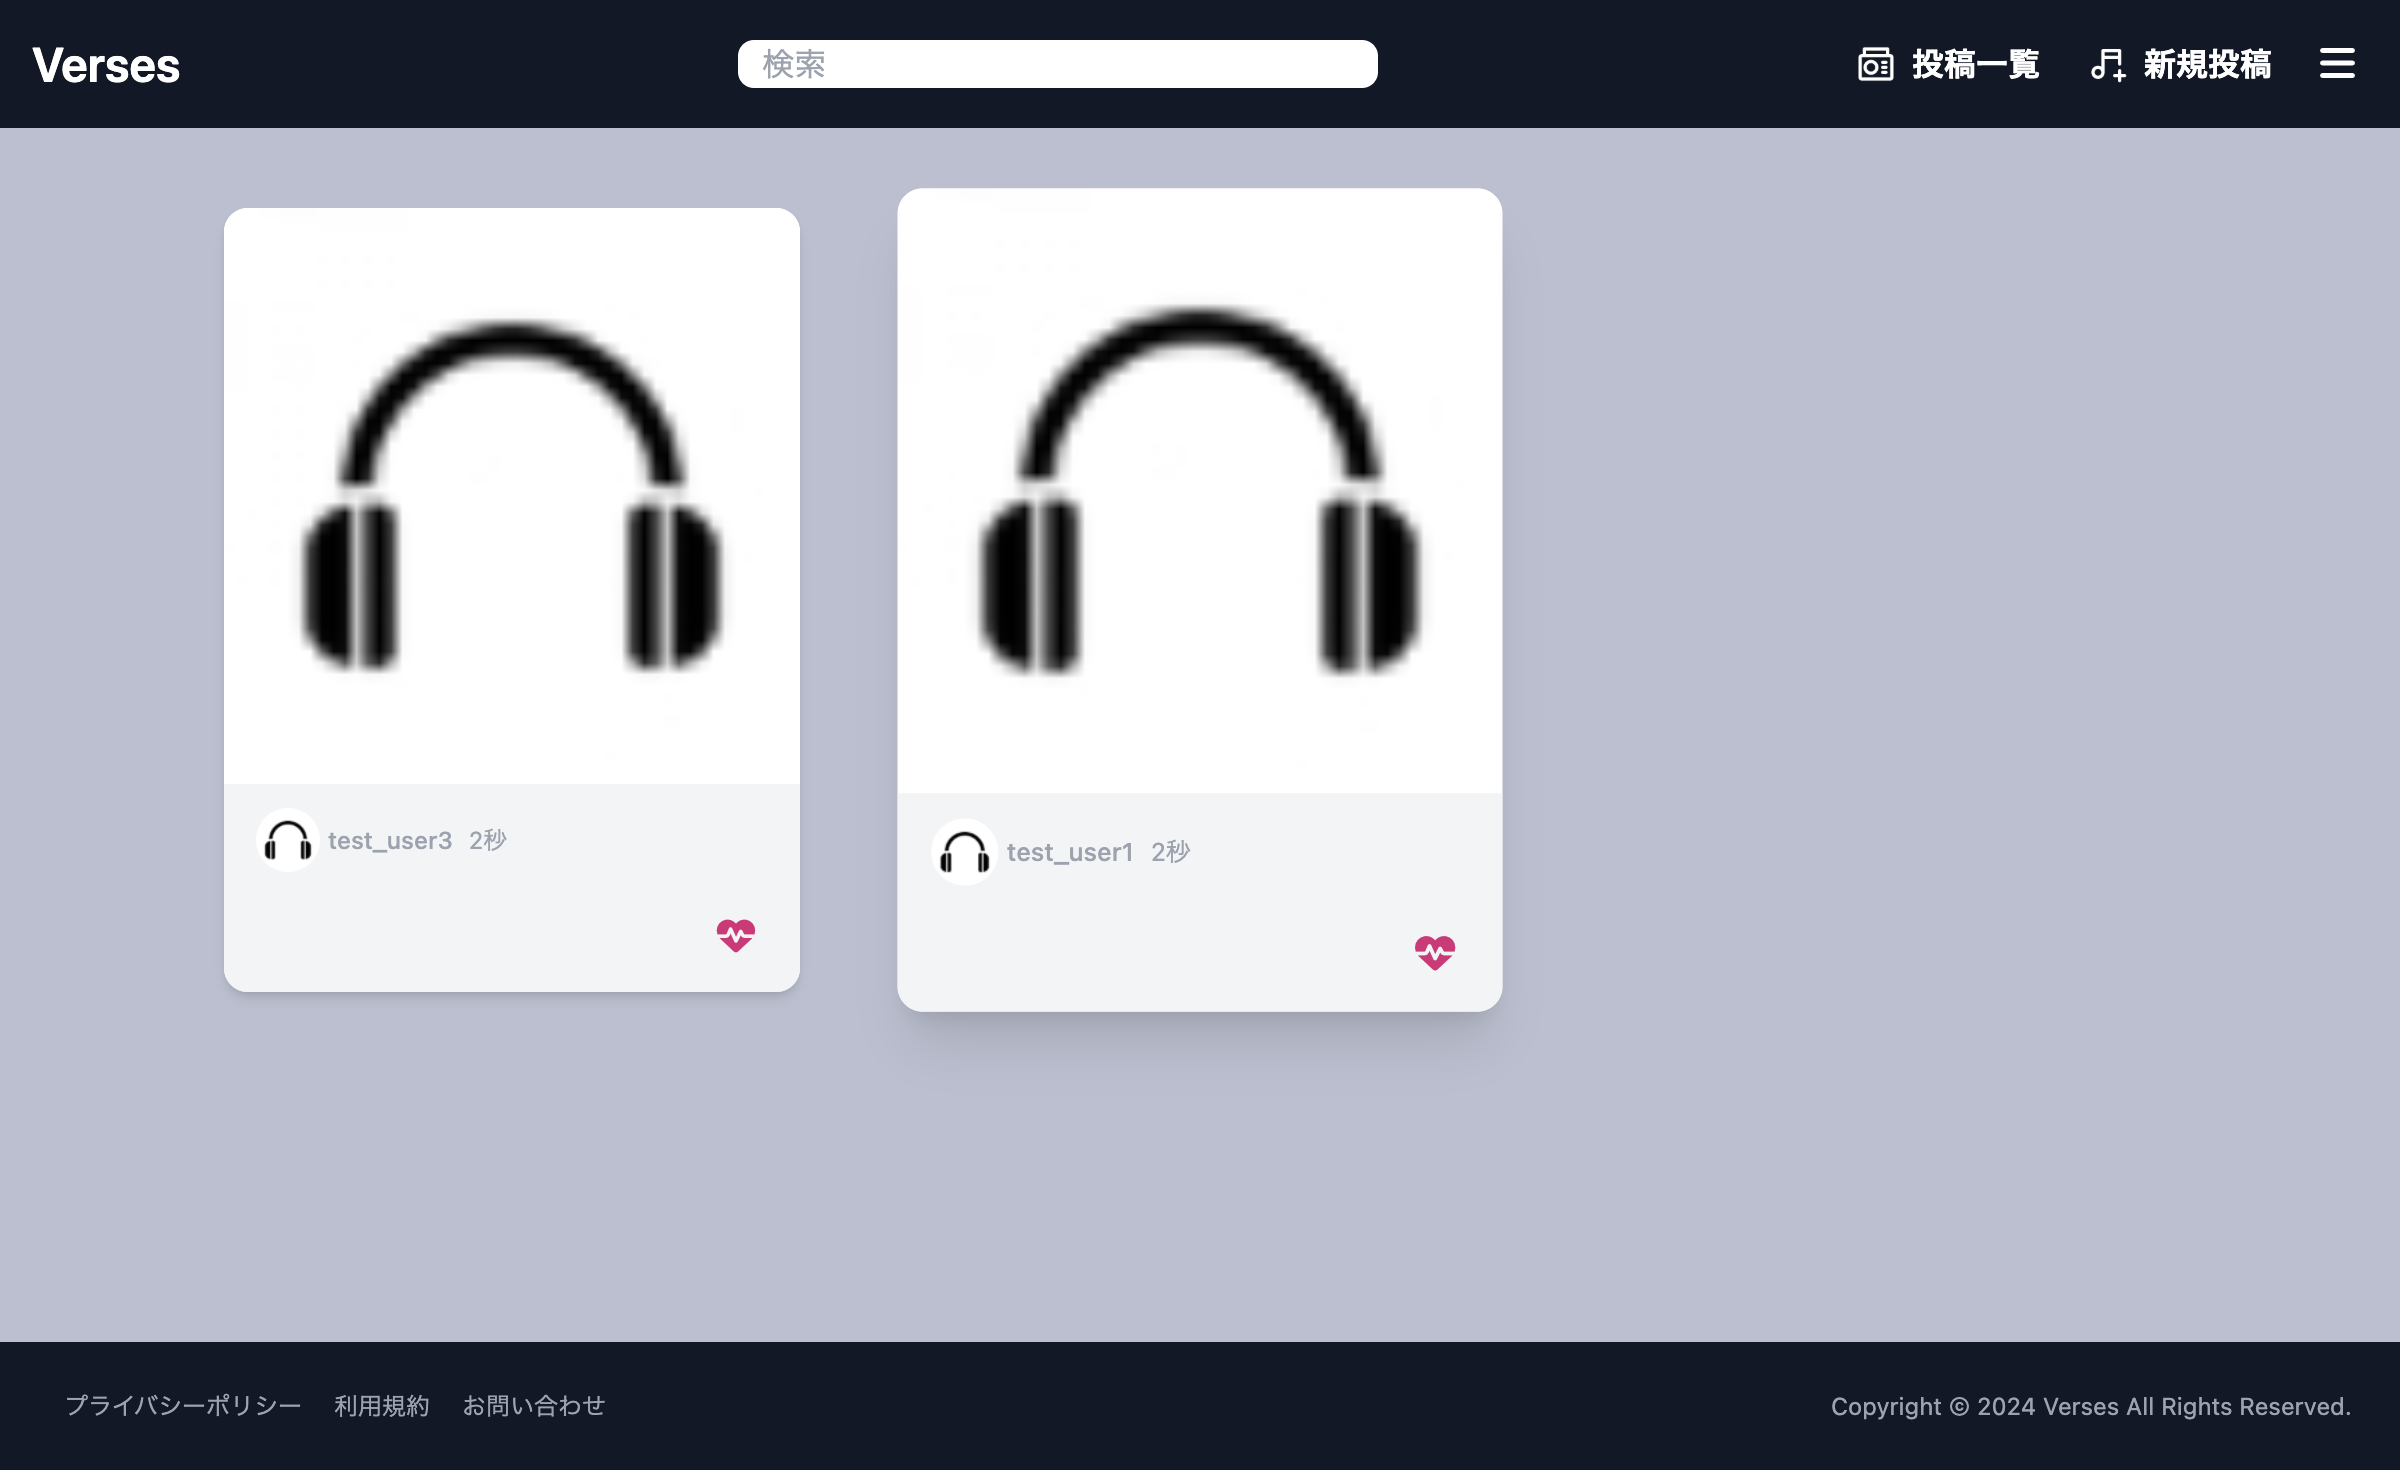 Verses
検索
投稿一覧
新規投稿
test_user3 2秒
test_user1 2秒
プライバシーポリシー 利用規約 お問い合わせ
Copyright © 2024 Verses All Rights Reserved.